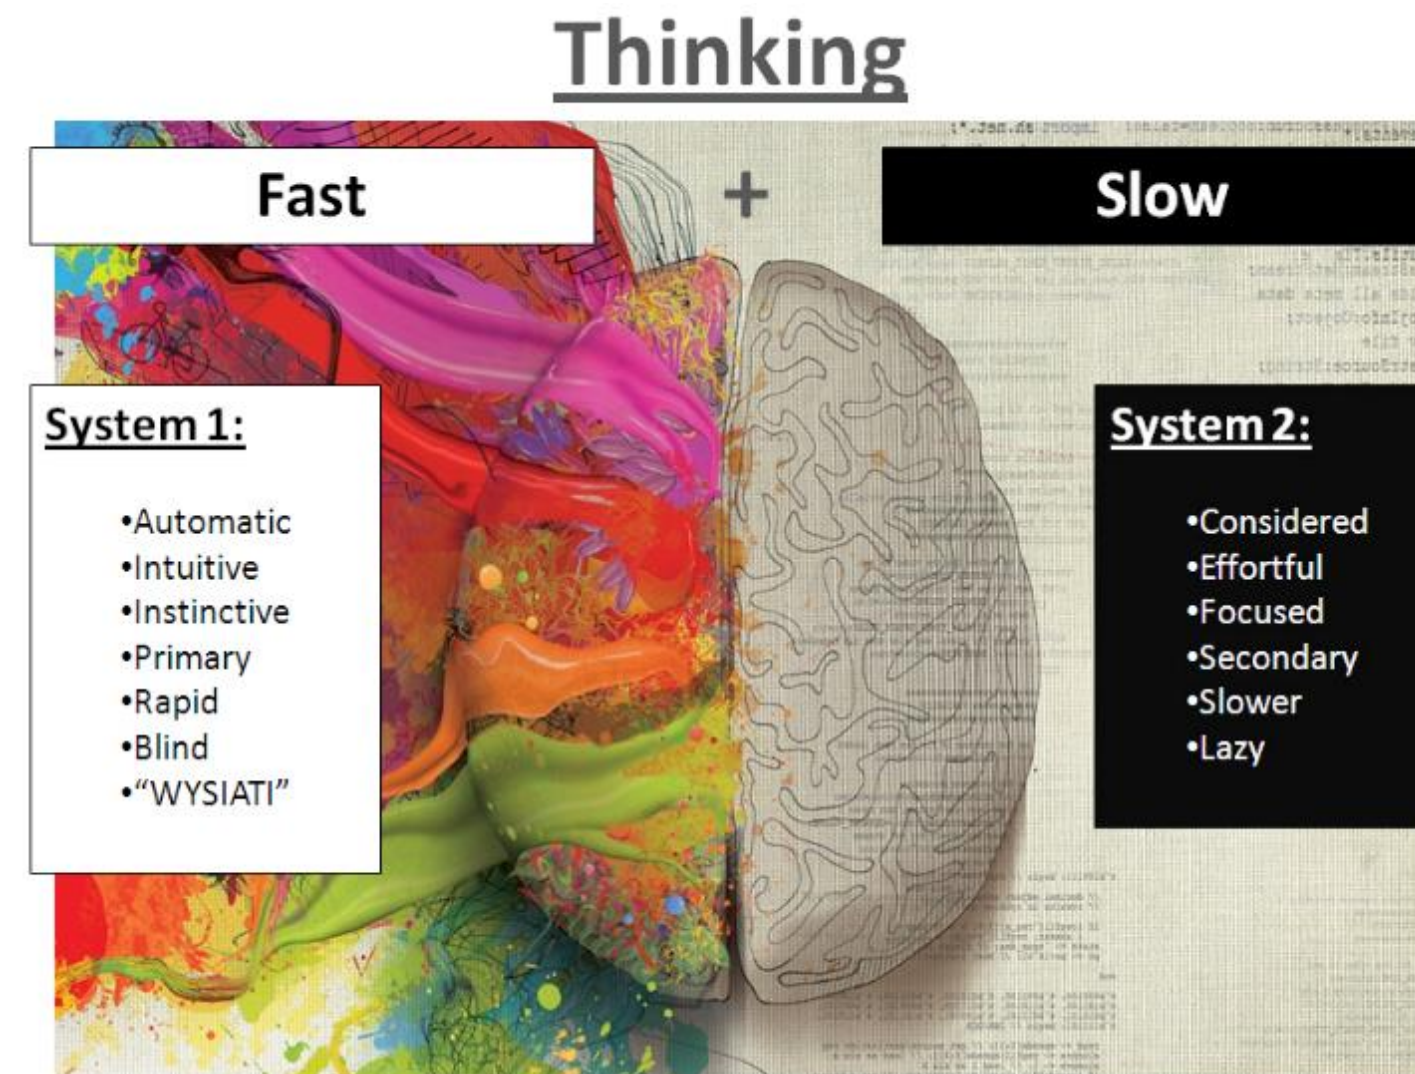 Thinking
Fast
+
Slow
System 1:
•Automatic
•Intuitive
•Instinctive
•Primary
•Rapid
•Blind
•“WYSIATI”
System 2:
•Considered
•Effortful
•Focused
•Secondary
•Slower
•Lazy